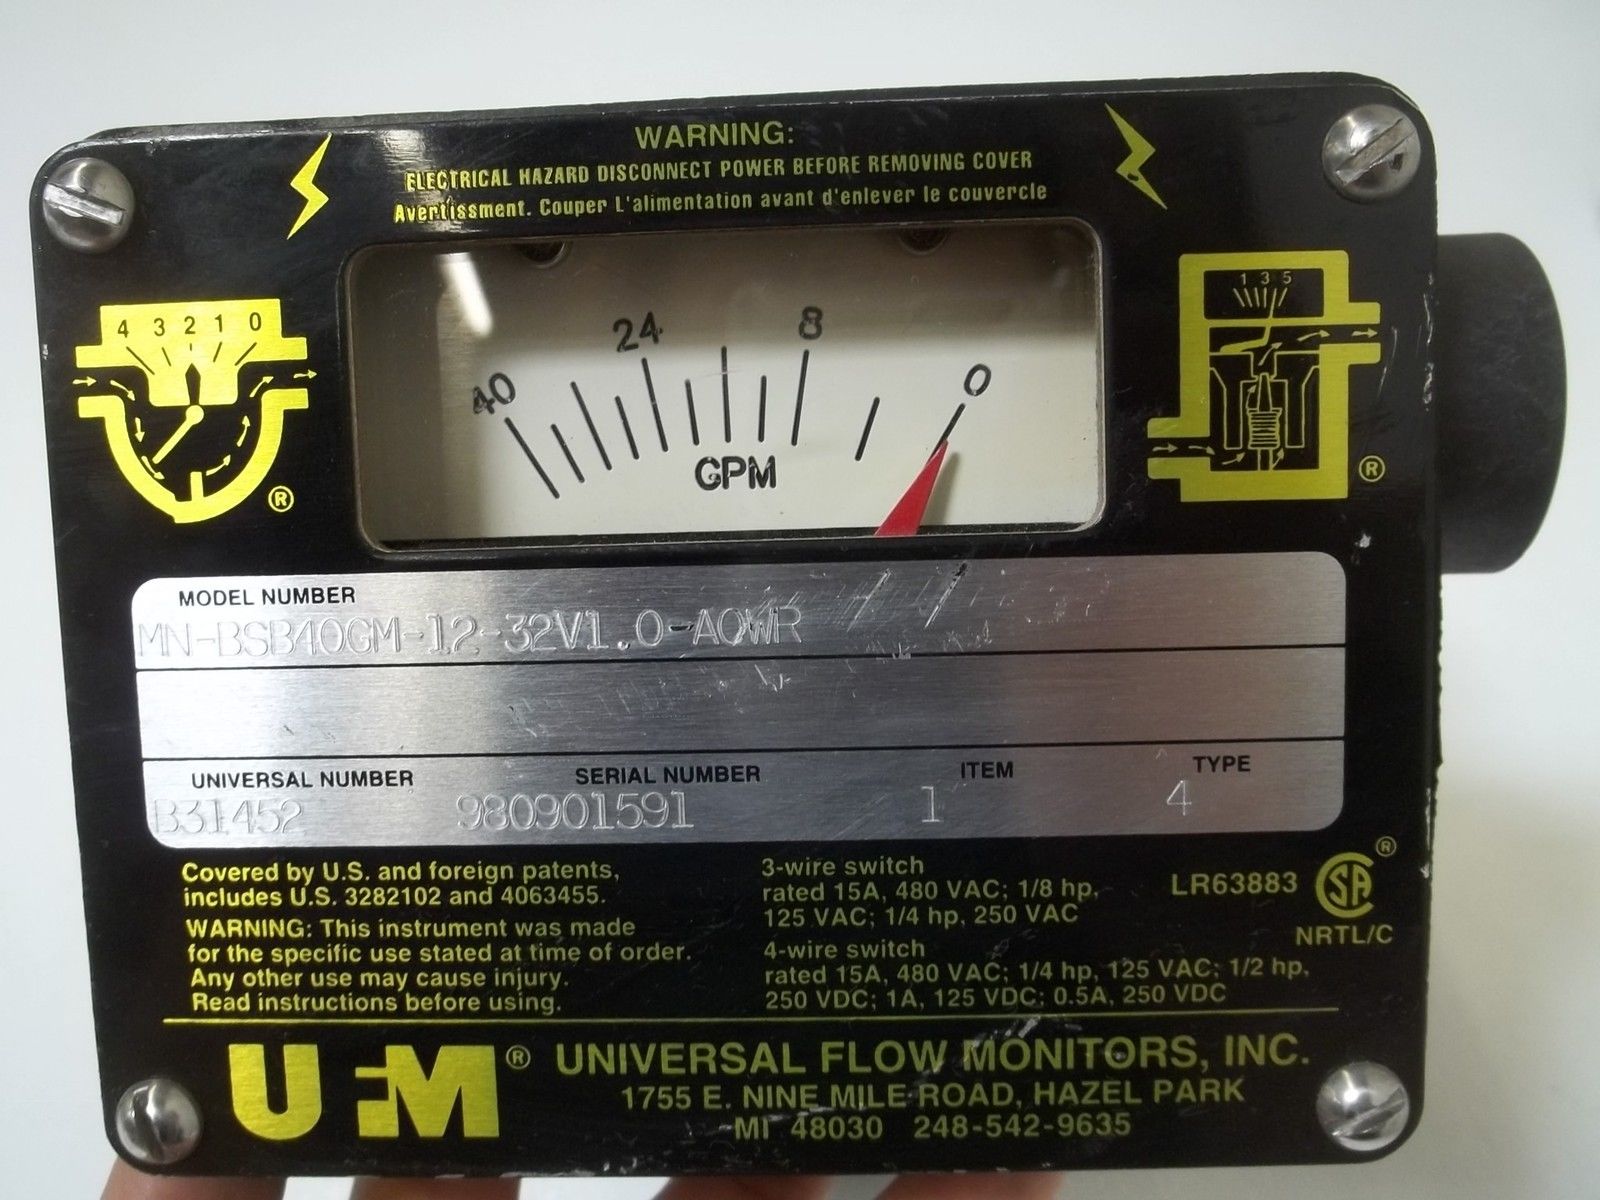 WARNING:
ELECTRICAL HAZARD DISCONNECT POWER BEFORE REMOVING COVER
Avertissment. Couper L'alimentation avant d'enlever le couvercle
4 3 2 1 0
®
40 24 8 0
GPM
1 3 5
®
MODEL NUMBER
MN-BSB40GM-12-32V1.0-AOWR
UNIVERSAL NUMBER SERIAL NUMBER ITEM TYPE
B31452 980901591 1 4
Covered by U.S. and foreign patents,
includes U.S. 3282102 and 4063455.
WARNING: This instrument was made
for the specific use stated at time of order.
Any other use may cause injury.
Read instructions before using.
3-wire switch
rated 15A, 480 VAC; 1/8 hp,
125 VAC; 1/4 hp, 250 VAC
4-wire switch
rated 15A, 480 VAC; 1/4 hp, 125 VAC; 1/2 hp,
250 VDC; 1A, 125 VDC; 0.5A, 250 VDC
LR63883 SA ®
NRTL/C
UFM® UNIVERSAL FLOW MONITORS, INC.
1755 E. NINE MILE ROAD, HAZEL PARK
MI 48030 248-542-9635